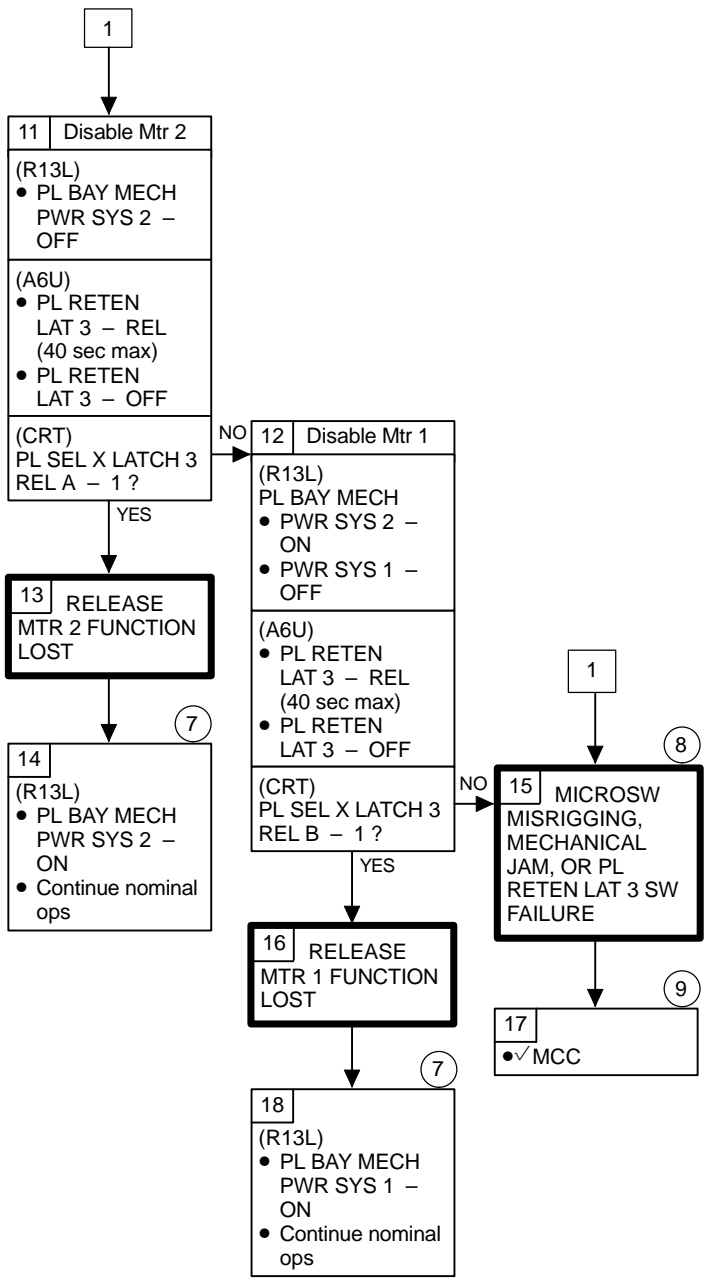 1
11 Disable Mtr 2
(R13L)
• PL BAY MECH
PWR SYS 2 –
OFF
(A6U)
• PL RETEN
LAT 3 – REL
(40 sec max)
• PL RETEN
LAT 3 – OFF
(CRT)
PL SEL X LATCH 3
REL A – 1 ?
NO
YES
12 Disable Mtr 1
(R13L)
PL BAY MECH
• PWR SYS 2 –
ON
• PWR SYS 1 –
OFF
(A6U)
• PL RETEN
LAT 3 – REL
(40 sec max)
• PL RETEN
LAT 3 – OFF
(CRT)
PL SEL X LATCH 3
REL B – 1 ?
NO
YES
13 RELEASE
MTR 2 FUNCTION
LOST
7
14
(R13L)
• PL BAY MECH
PWR SYS 2 –
ON
• Continue nominal
ops
1
8
15 MICROSW
MISRIGGING,
MECHANICAL
JAM, OR PL
RETEN LAT 3 SW
FAILURE
16 RELEASE
MTR 1 FUNCTION
LOST
9
17
•√ MCC
7
18
(R13L)
• PL BAY MECH
PWR SYS 1 –
ON
• Continue nominal
ops